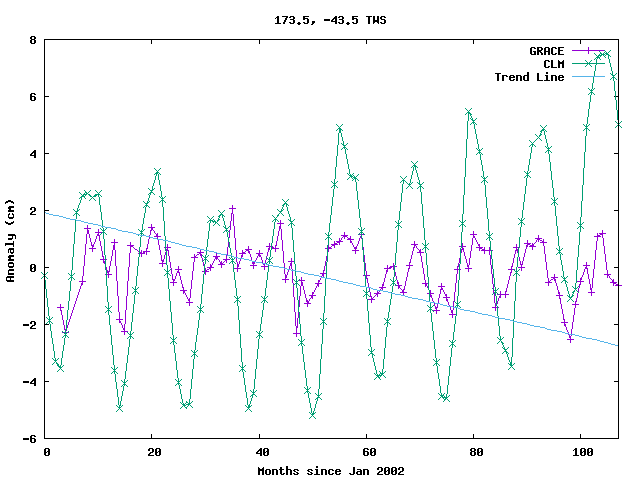 173.5, -43.5 TWS
GRACE
CLM
Trend Line
Anomaly (cm)
8
6
4
2
0
-2
-4
-6
0 20 40 60 80 100
Months since Jan 2002